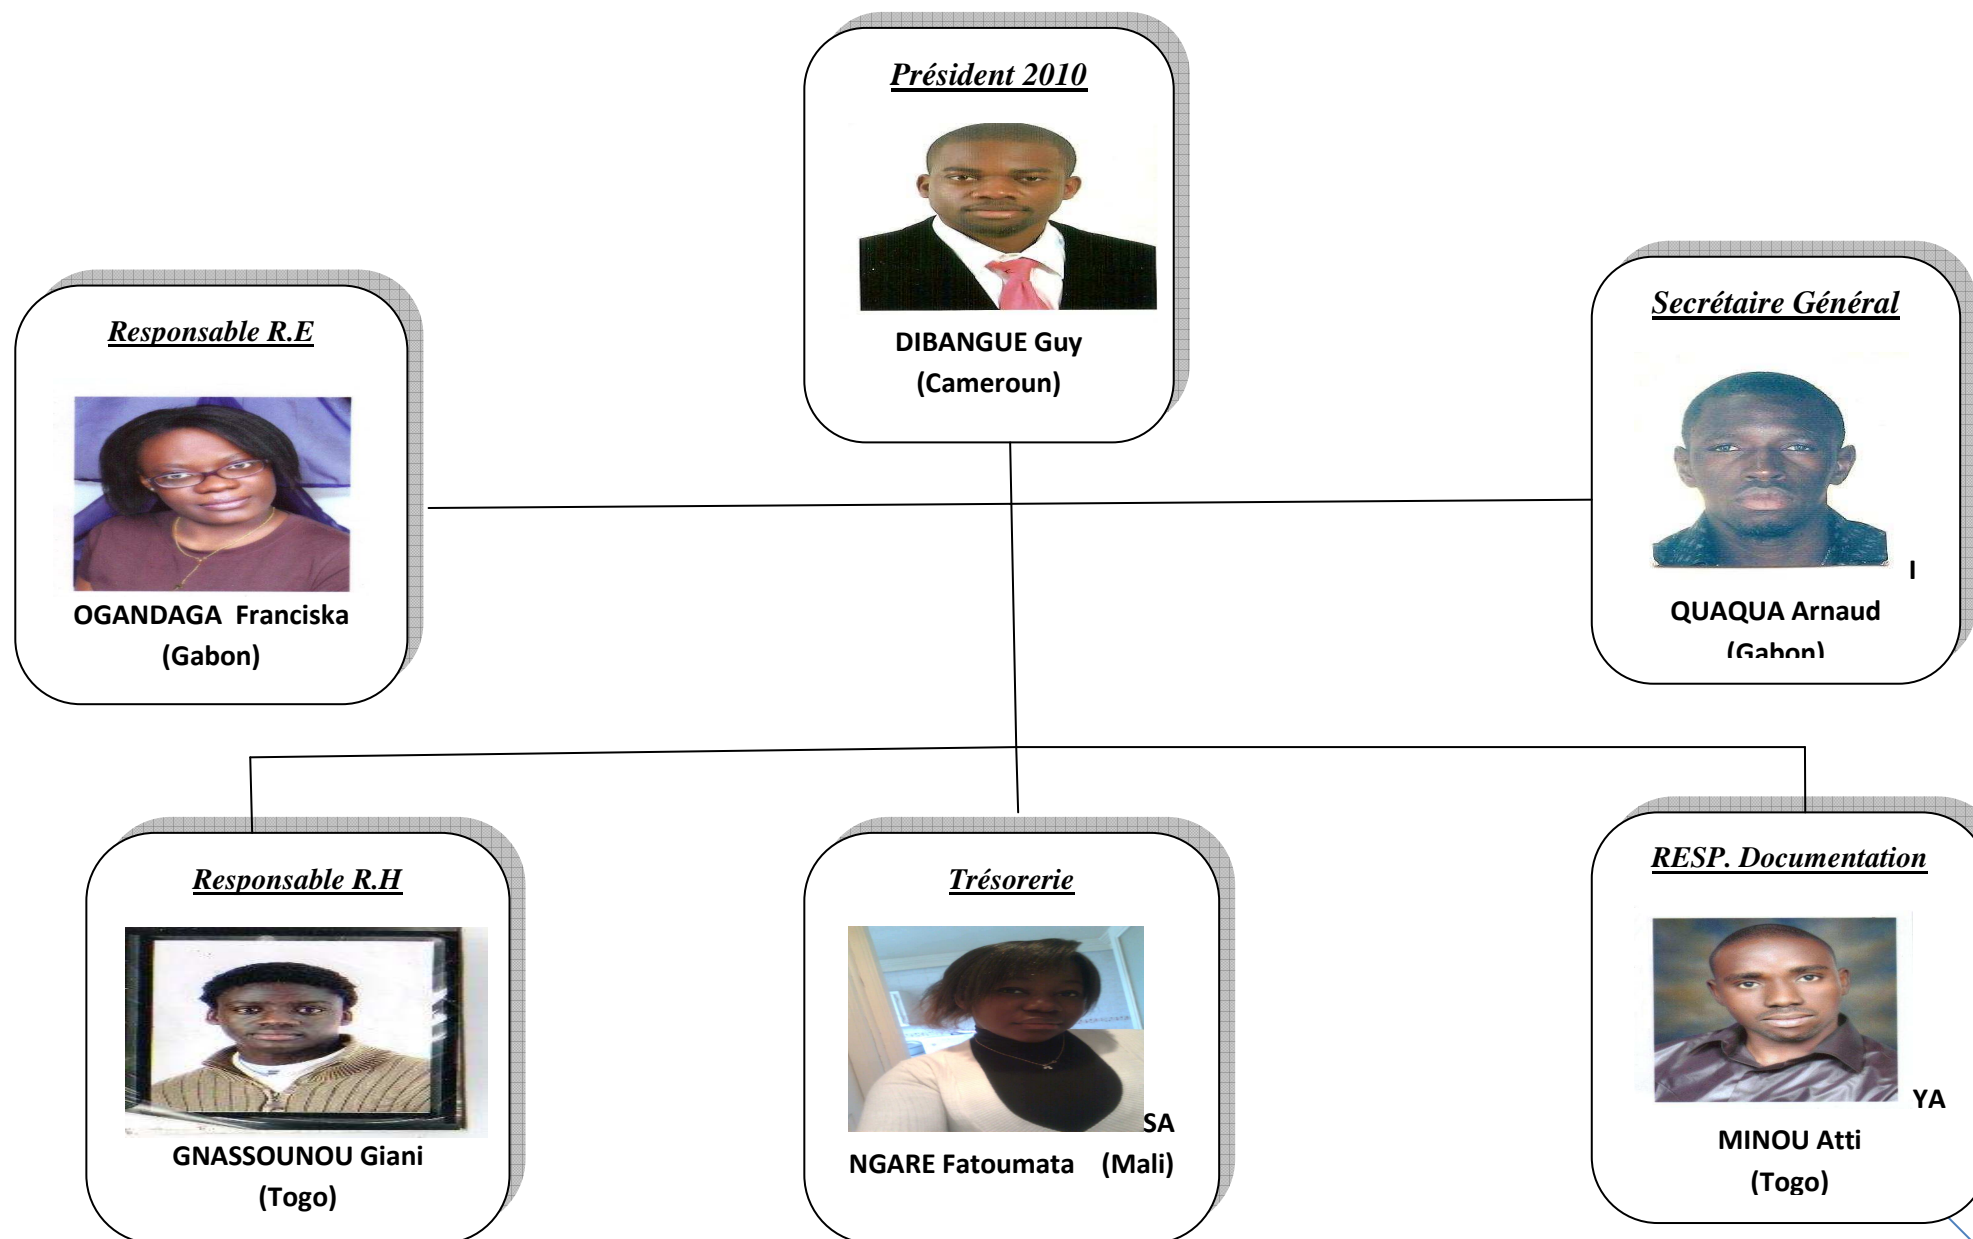 Président 2010
DIBANGUE Guy
(Cameroun)
Responsable R.E
OGANDAGA  Franciska
(Gabon)
Secrétaire Général
I
QUAQUA Arnaud
(Gabon)
Responsable R.H
GNASSOUNOU Giani
(Togo)
Trésorerie
SA
NGARE Fatoumata    (Mali)
RESP. Documentation
YA
MINOU Atti
(Togo)